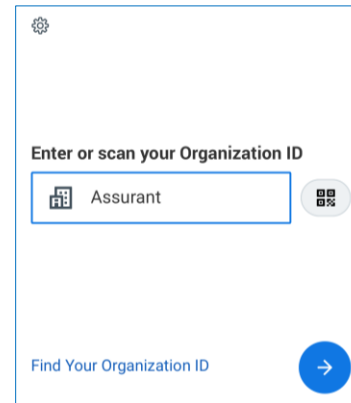 Enter or scan your Organization ID
Assurant
Find Your Organization ID